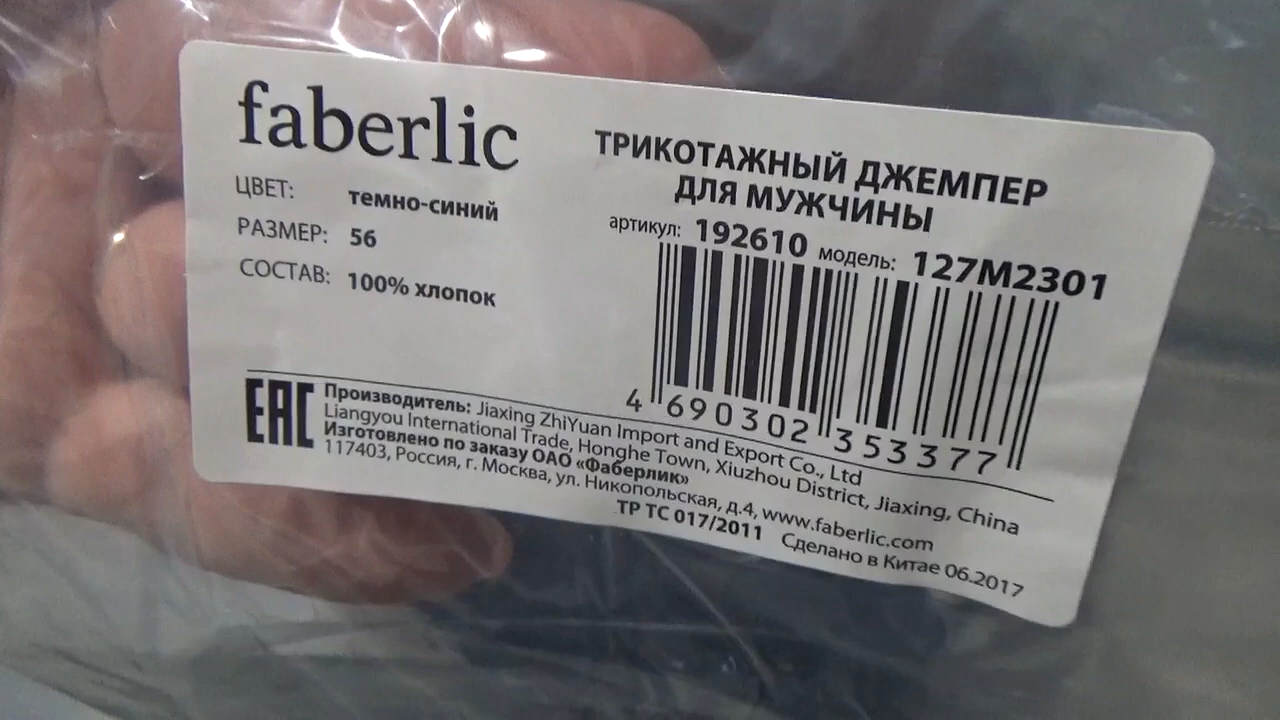 faberlic
ТРИКОТАЖНЫЙ ДЖЕМПЕР
ДЛЯ МУЖЧИНЫ
артикул: 192610 модель: 127M2301
ЦВЕТ: темно-синий
РАЗМЕР: 56
СОСТАВ: 100% хлопок
4 690302 353377
EAC
Производитель: Jiaxing ZhiYuan Import and Export Co., Ltd
Liangyou International Trade, Honghe Town, Xiuzhou District, Jiaxing, China
Изготовлено по заказу ОАО «Фаберлик»
117403, Россия, г. Москва, ул. Никопольская, д.4, www.faberlic.com
ТР ТС 017/2011 Сделано в Китае 06.2017